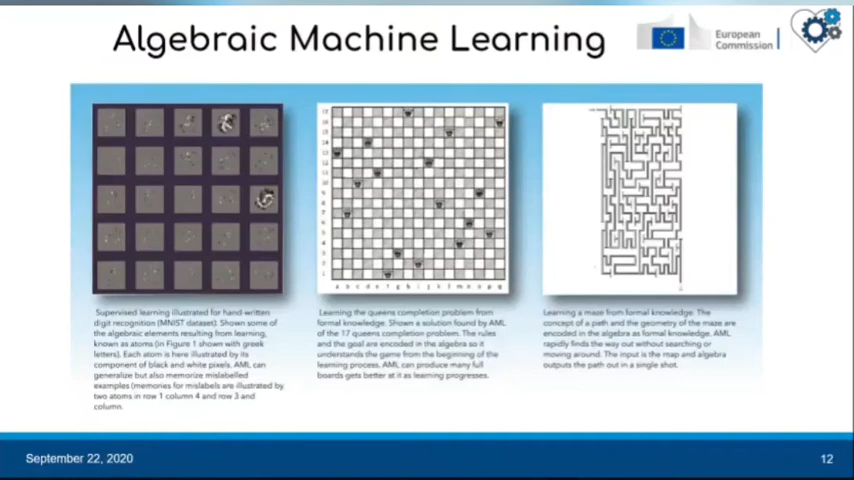 Algebraic Machine Learning
European
Commission
Supervised learning illustrated for hand written
digit recognition (MNIST dataset). Shown some of
the algebraic elements resulting from learning,
known as atoms (in Figure 1 shown with greek
letters). Each atom is here illustrated by its
component of black and white pixels. AML can
generalize but also memorize mislabelled
examples (memories for mislabels are illustrated by
two atoms in row 1 column 4 and row 3 and
column.
Learning the queens completion problem from
formal knowledge. Shown a solution found by AML
of the 17 queens completion problem. The rules
and the goal are encoded in the algebra so it
understands the game from the beginning of the
learning process. AML can produce many full
boards gets better at it as learning progresses.
Learning a maze from formal knowledge. The
concept of a path and the geometry of the maze are
encoded in the algebra as formal knowledge. AML
rapidly finds the way out without searching or
moving around. The input is the map and algebra
outputs the path out in a single shot.
September 22, 2020
12